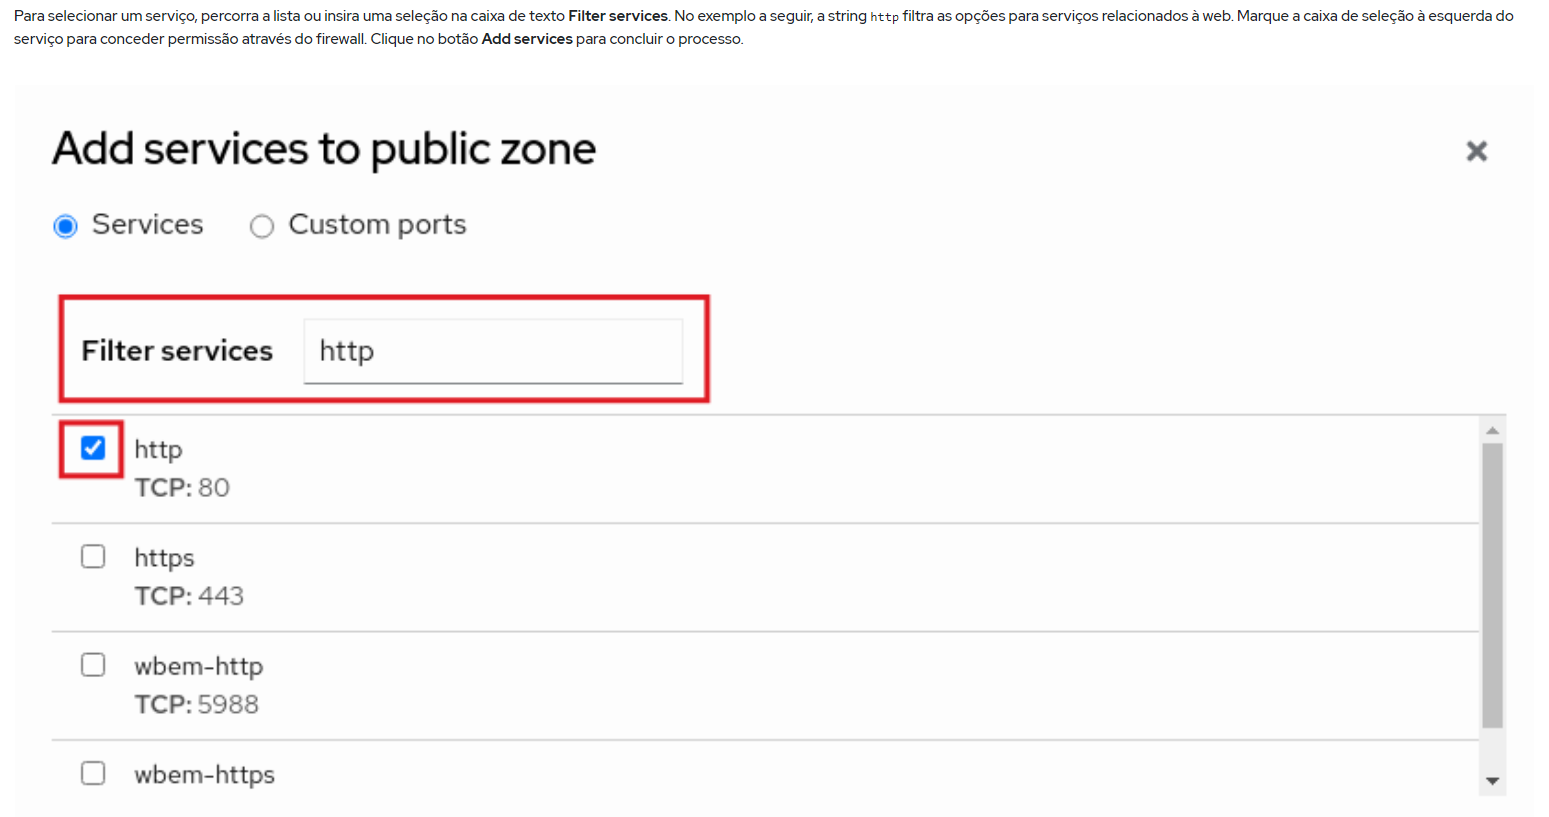 Para selecionar um serviço, percorra a lista ou insira uma seleção na caixa de texto Filter services. No exemplo a seguir, a string http filtra as opções para serviços relacionados à web. Marque a caixa de seleção à esquerda do
serviço para conceder permissão através do firewall. Clique no botão Add services para concluir o processo.
Add services to public zone
Services Custom ports
Filter services http
http
TCP: 80
https
TCP: 443
wbem-http
TCP: 5988
wbem-https